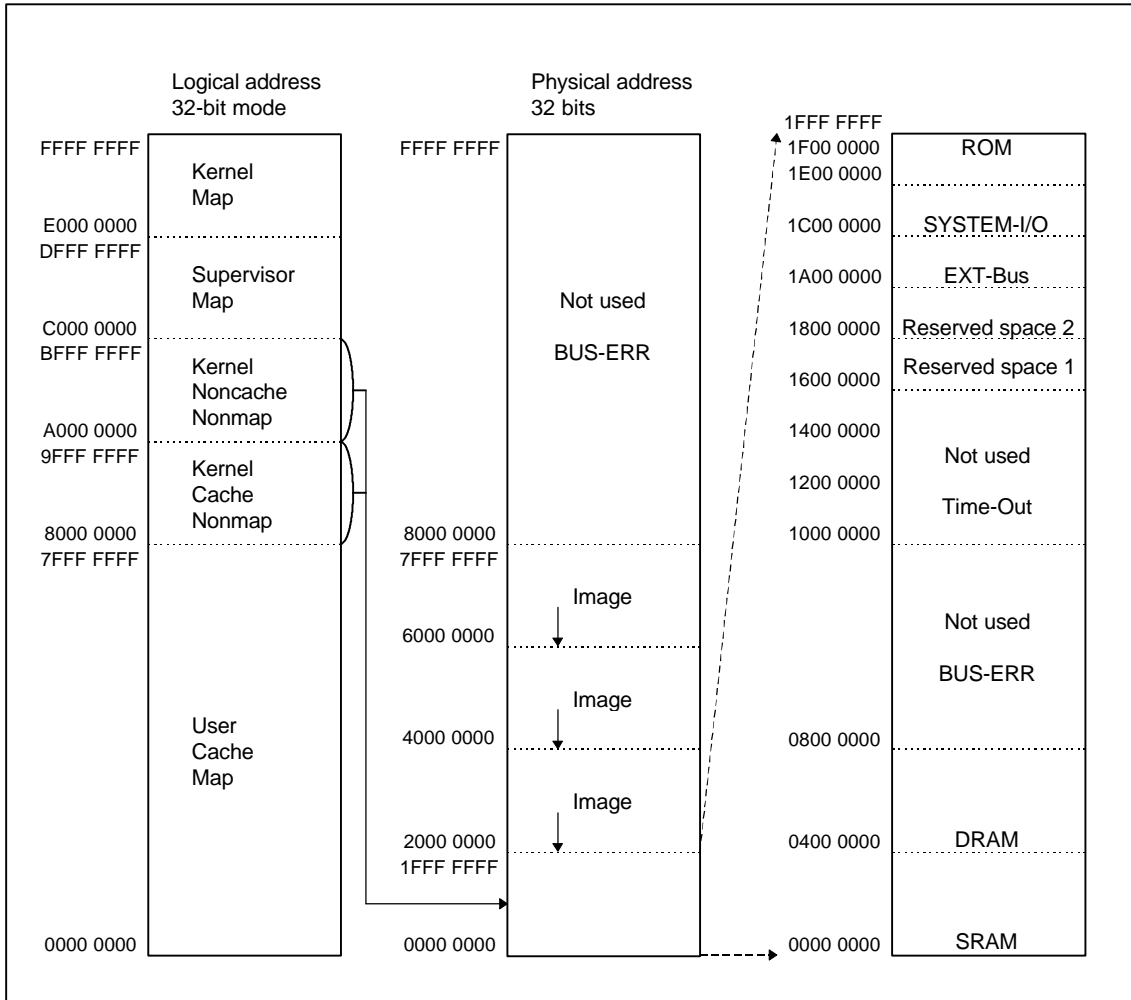 Logical address
32-bit mode
FFFF FFFF
Kernel
Map
E000 0000
DFFF FFFF
Supervisor
Map
C000 0000
BFFF FFFF
Kernel
Noncache
Nonmap
A000 0000
9FFF FFFF
Kernel
Cache
Nonmap
8000 0000
7FFF FFFF
User
Cache
Map
0000 0000
Physical address
32 bits
FFFF FFFF
Not used
BUS-ERR
8000 0000
7FFF FFFF
Image
6000 0000
Image
4000 0000
Image
2000 0000
1FFF FFFF
0000 0000
1FFF FFFF
1F00 0000
ROM
1E00 0000
1C00 0000
SYSTEM-I/O
1A00 0000
EXT-Bus
1800 0000
Reserved space 2
1600 0000
Reserved space 1
1400 0000
Not used
1200 0000
Time-Out
1000 0000
Not used
BUS-ERR
0800 0000
0400 0000
DRAM
0000 0000
SRAM